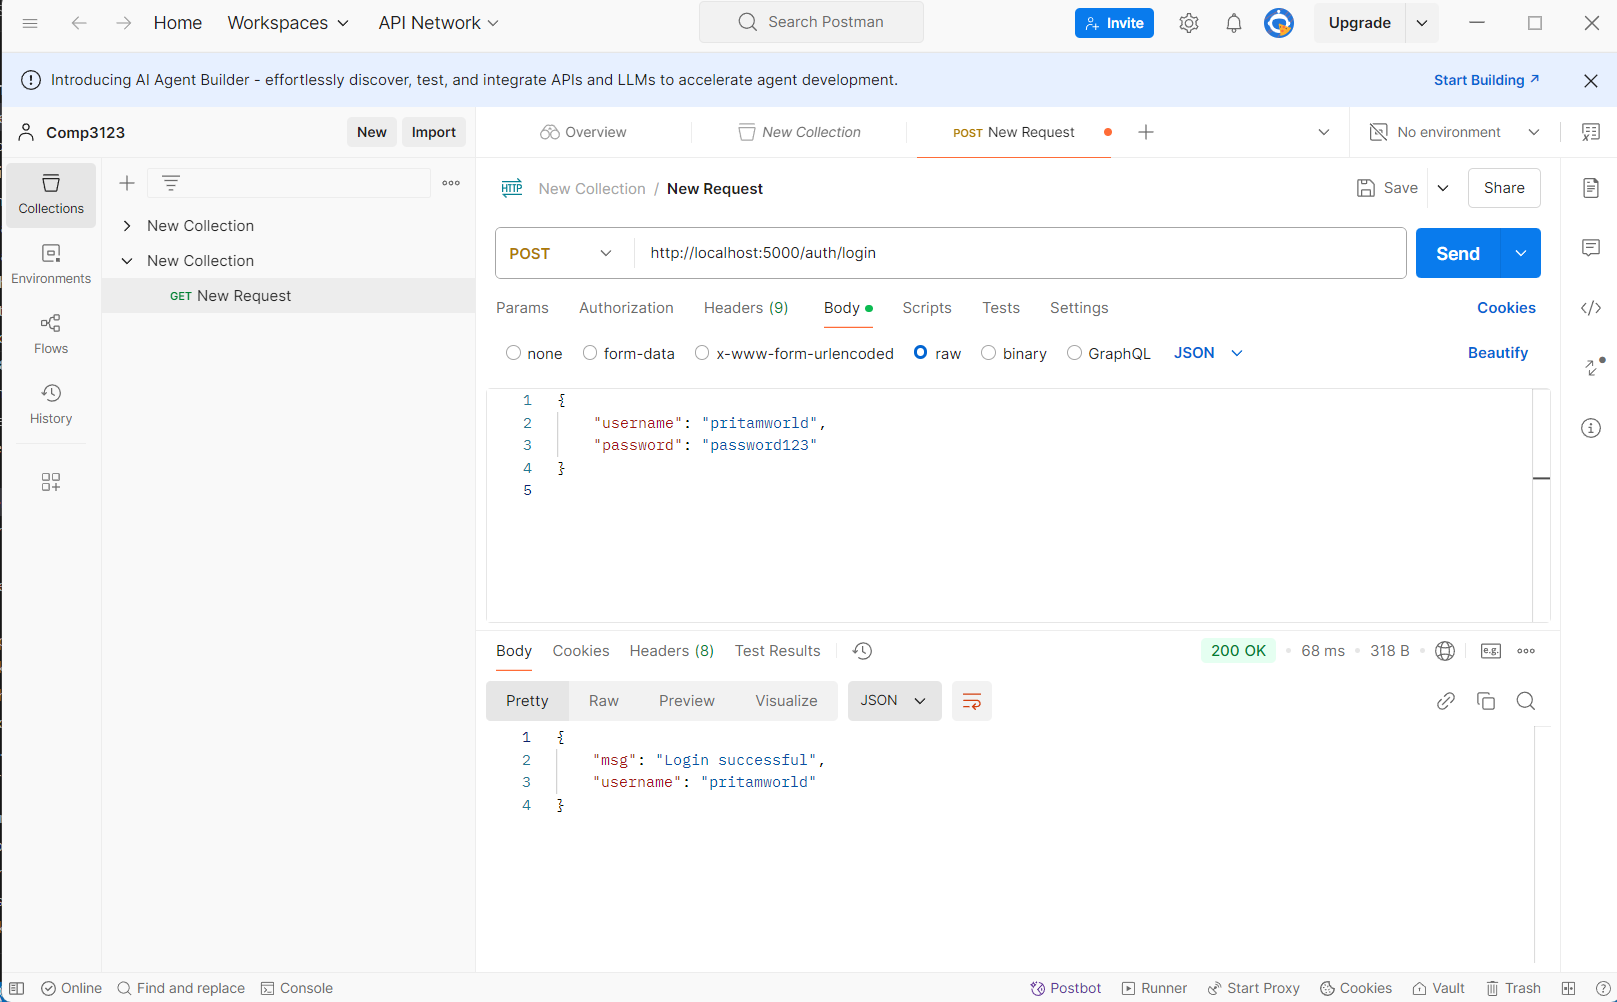 Home Workspaces API Network Search Postman Invite Upgrade
Introducing AI Agent Builder - effortlessly discover, test, and integrate APIs and LLMs to accelerate agent development. Start Building
Comp3123 New Import Overview New Collection POST New Request No environment
Collections
Environments
Flows
History
New Collection
New Collection
GET New Request
HTTP New Collection / New Request Save Share
POST http://localhost:5000/auth/login Send
Params Authorization Headers (9) Body Scripts Tests Settings Cookies
none form-data x-www-form-urlencoded raw binary GraphQL JSON Beautify
1 {
2 "username": "pritamworld",
3 "password": "password123"
4 }
5
Body Cookies Headers (8) Test Results 200 OK 68 ms 318 B e.g.
Pretty Raw Preview Visualize JSON
1 {
2 "msg": "Login successful",
3 "username": "pritamworld"
4 }
Online Find and replace Console Postbot Runner Start Proxy Cookies Vault Trash